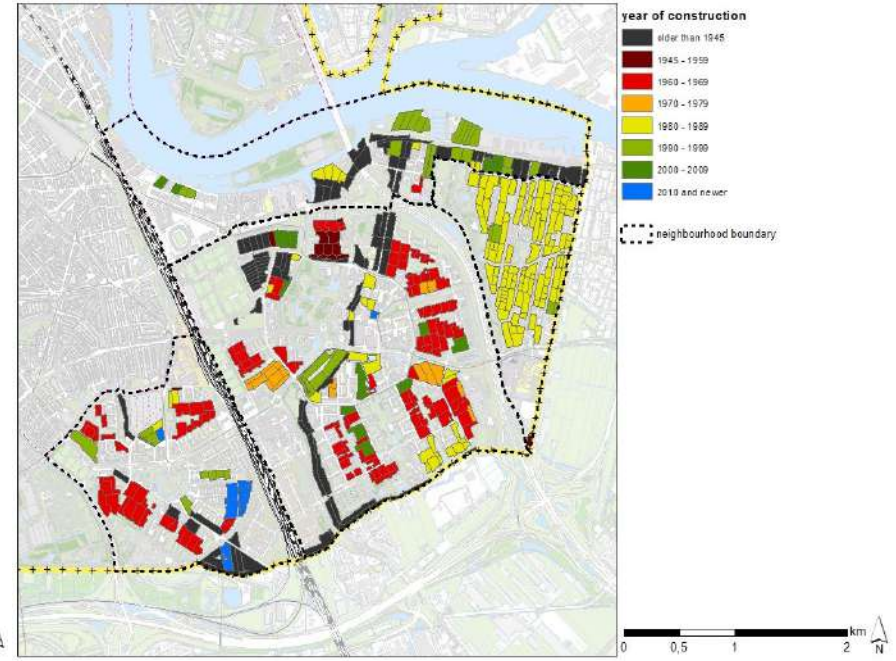 year of construction
older than 1945
1945 - 1959
1960 - 1969
1970 - 1979
1980 - 1989
1990 - 1999
2000 - 2009
2010 and newer
neighbourhood boundary
km
0 0,5 1 2
N